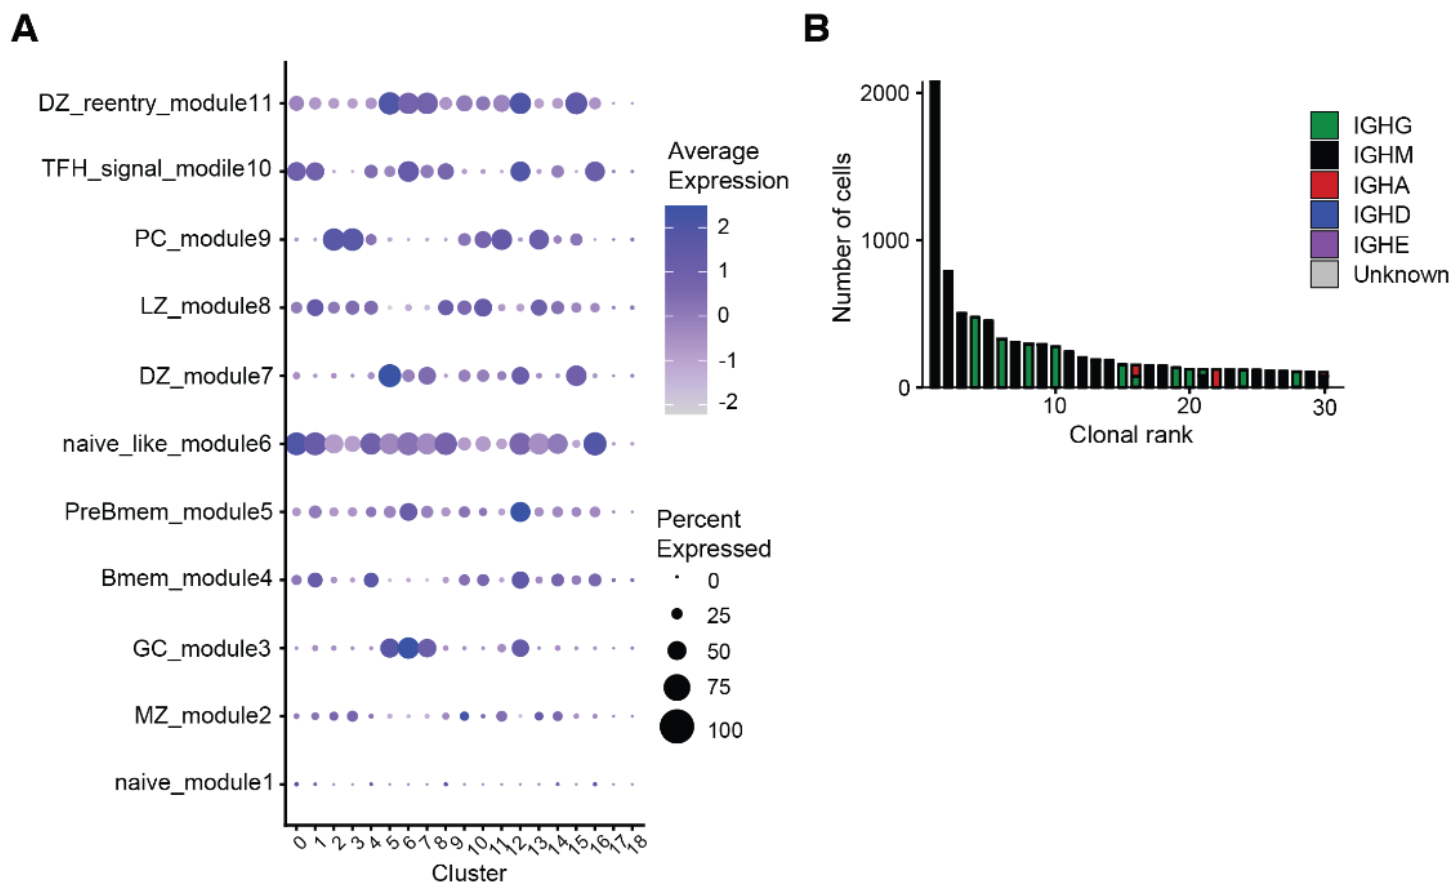 A
DZ_reentry_module11
TFH_signal_modile10
PC_module9
LZ_module8
DZ_module7
naive_like_module6
PreBmem_module5
Bmem_module4
GC_module3
MZ_module2
naive_module1
0 1 2 3 4 5 6 7 8 9 10 11 12 13 14 15 16 17 18
Cluster
Average
Expression
2
1
0
-1
-2
Percent
Expressed
0
25
50
75
100
B
Number of cells
2000
1000
0
10 20 30
Clonal rank
IGHG
IGHM
IGHA
IGHD
IGHE
Unknown